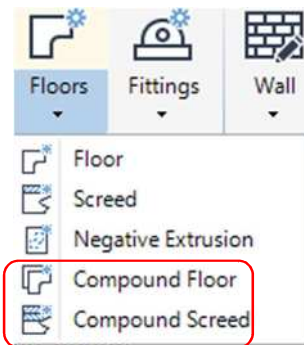 Floors Fittings Wall
Floor
Screed
Negative Extrusion
Compound Floor
Compound Screed